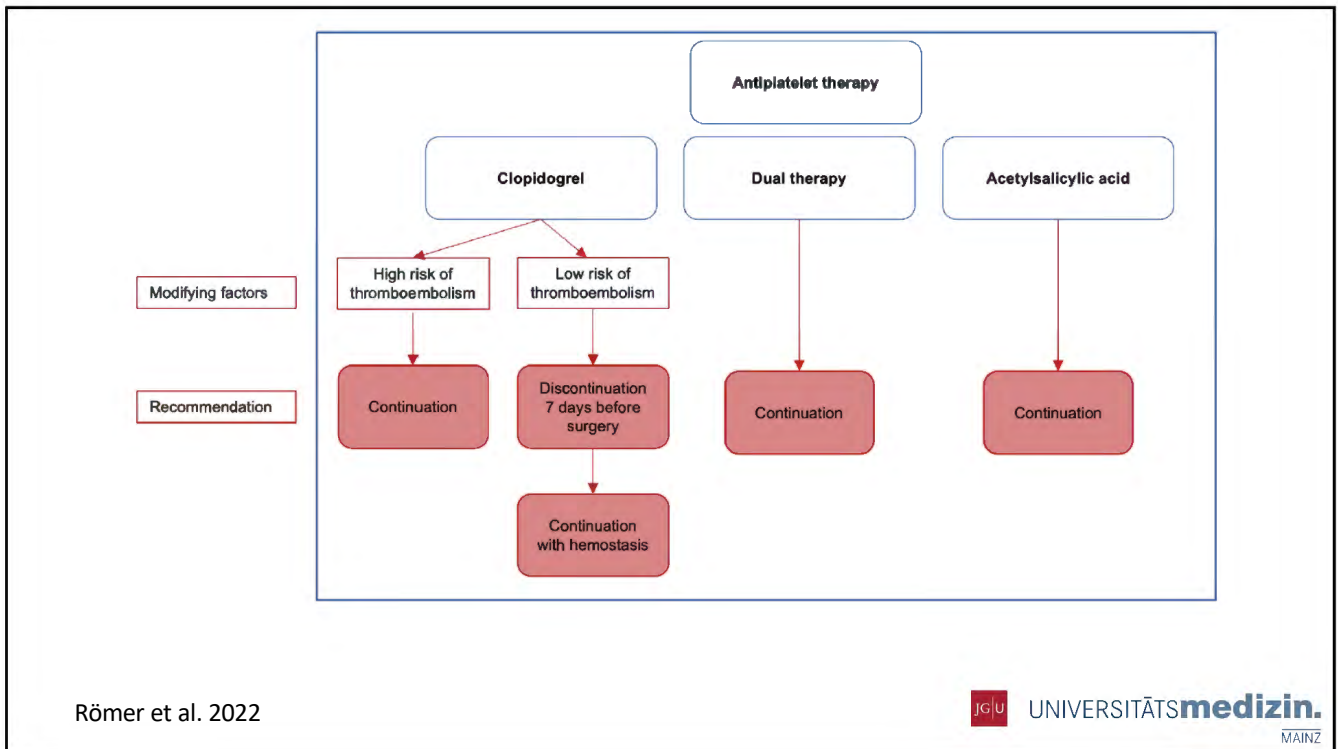 Antiplatelet therapy
Clopidogrel
Dual therapy
Acetylsalicylic acid
Modifying factors
High risk of
thromboembolism
Low risk of
thromboembolism
Recommendation
Continuation
Discontinuation
7 days before
surgery
Continuation
Continuation
Continuation
with hemostasis
Römer et al. 2022
JG|U
UNIVERSITÄTSmedizin.
MAINZ